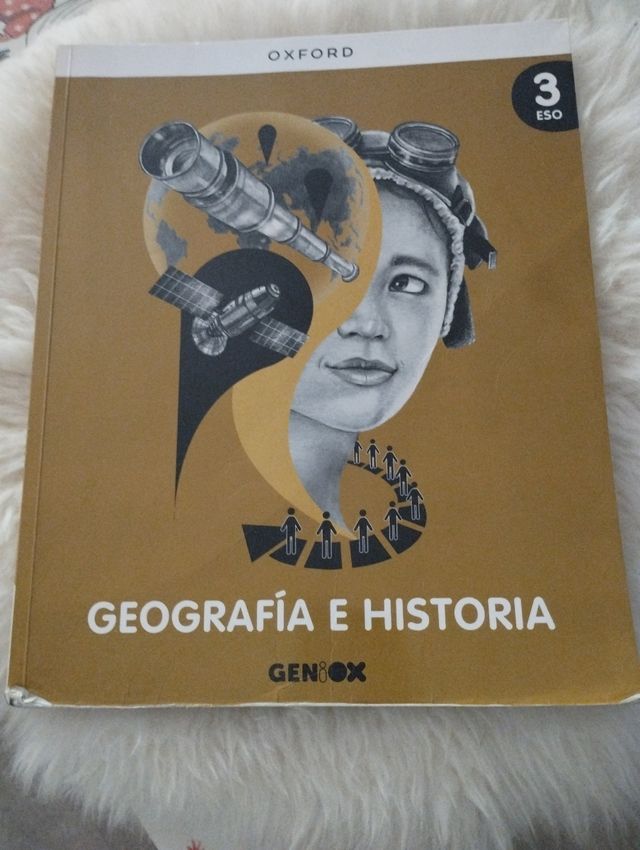 OXFORD
3
ESO
GEOGRAFÍA E HISTORIA
GENiOX